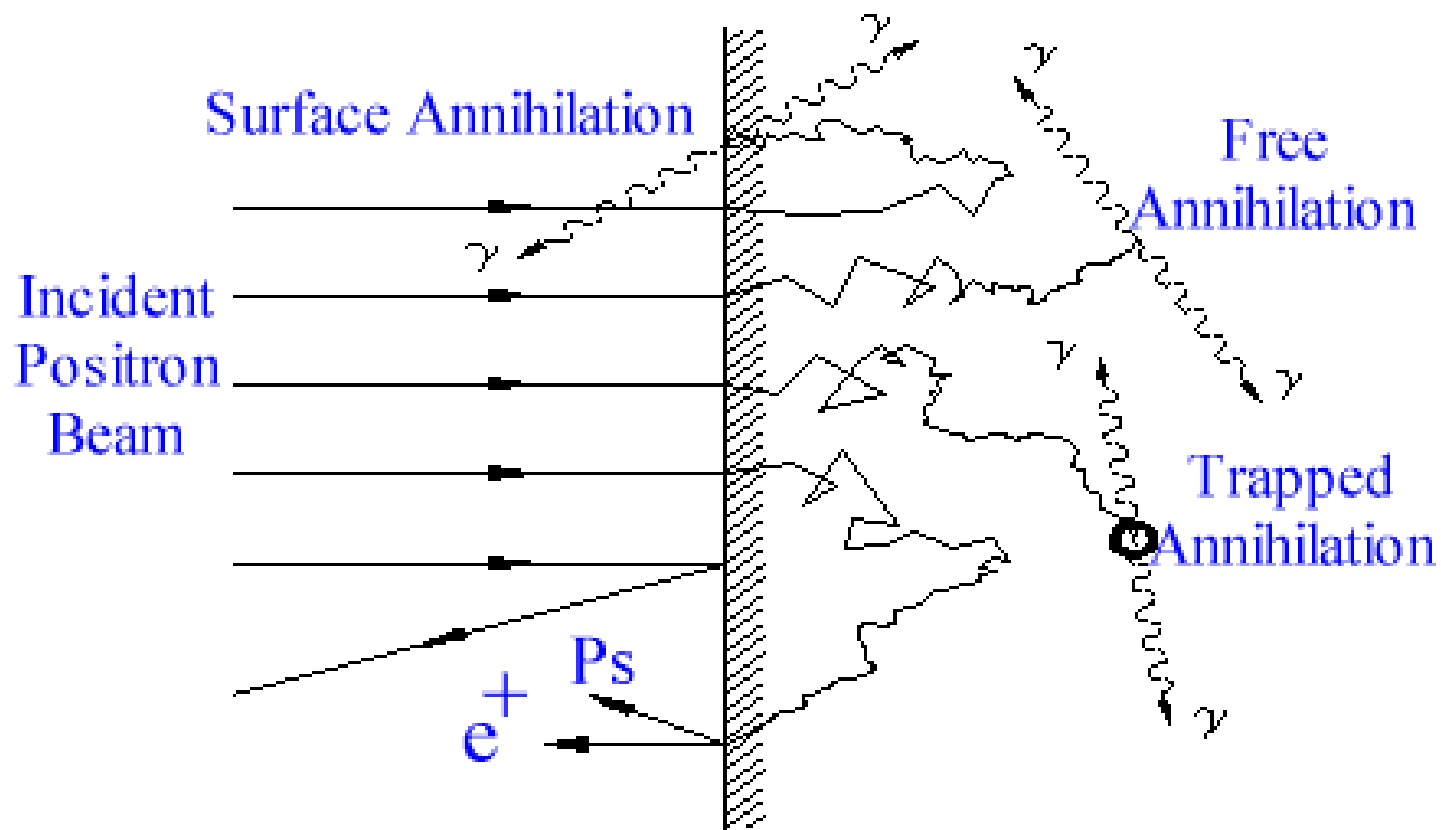 γ
γ
Surface Annihilation
Free
Annihilation
γ
Incident
Positron
Beam
γ
γ
Trapped
Annihilation
Ps
e+
γ